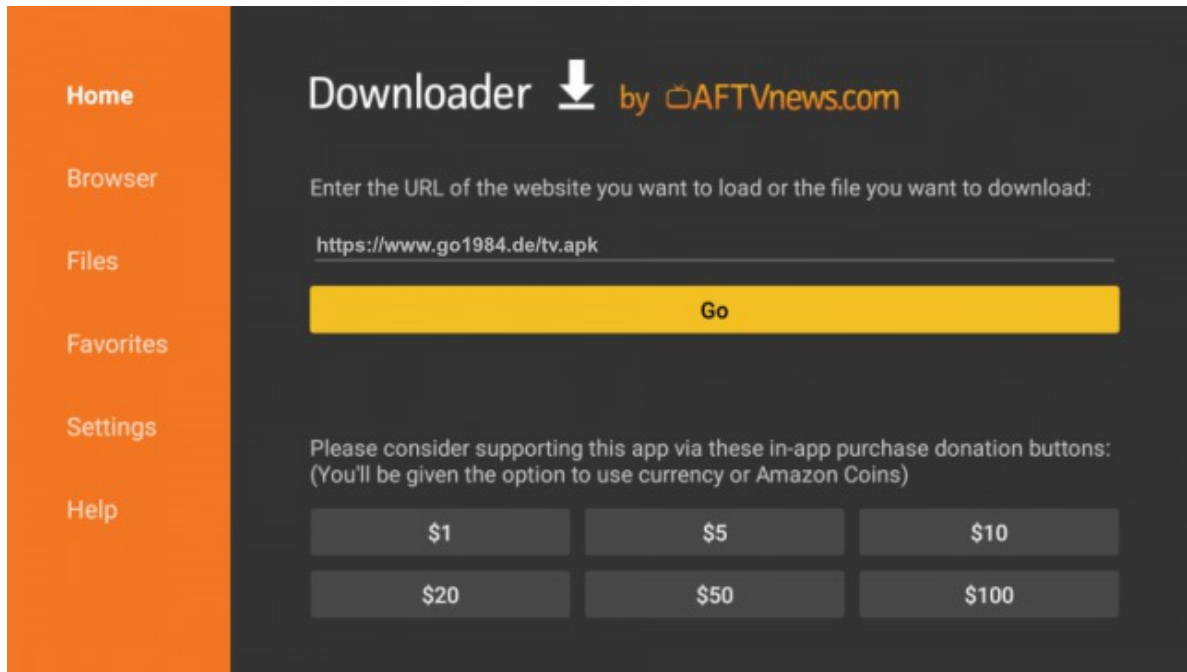 Home
Browser
Files
Favorites
Settings
Help
Downloader by AFTVnews.com
Enter the URL of the website you want to load or the file you want to download:
https://www.go1984.de/tv.apk
Go
Please consider supporting this app via these in-app purchase donation buttons:
(You'll be given the option to use currency or Amazon Coins)
$1 $5 $10
$20 $50 $100